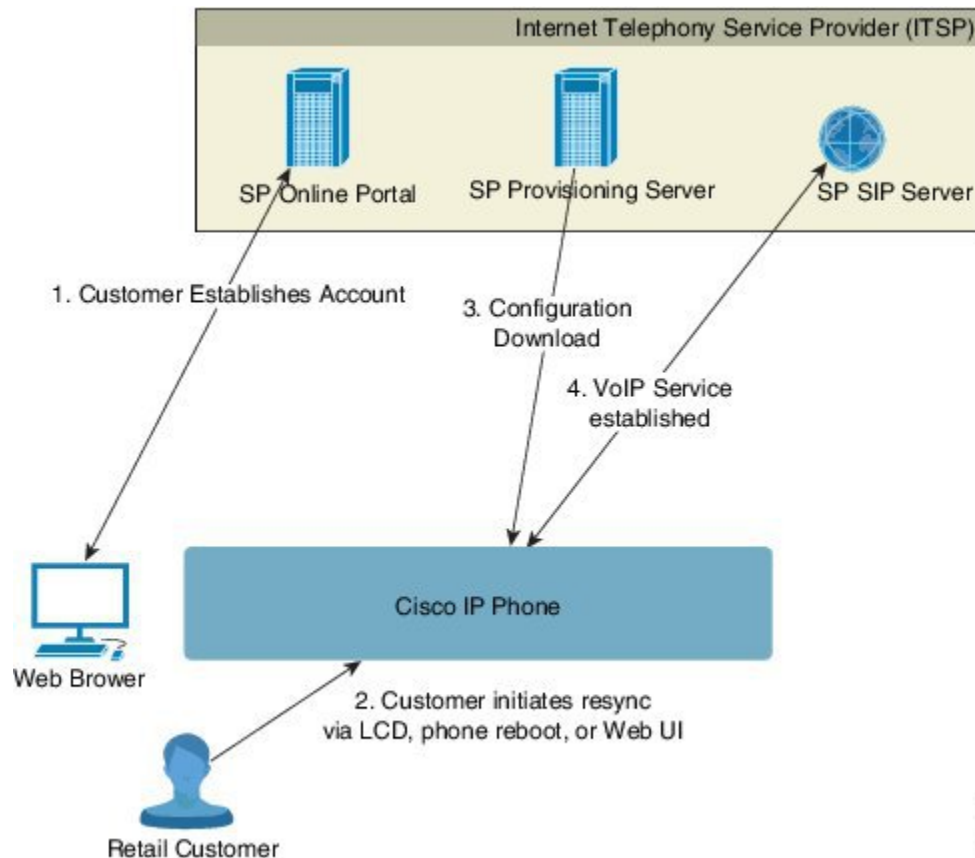 Internet Telephony Service Provider (ITSP)
SP Online Portal
SP Provisioning Server
SP SIP Server
1. Customer Establishes Account
3. Configuration
Download
4. VoIP Service
established
Cisco IP Phone
Web Brower
2. Customer initiates resync
via LCD, phone reboot, or Web UI
Retail Customer